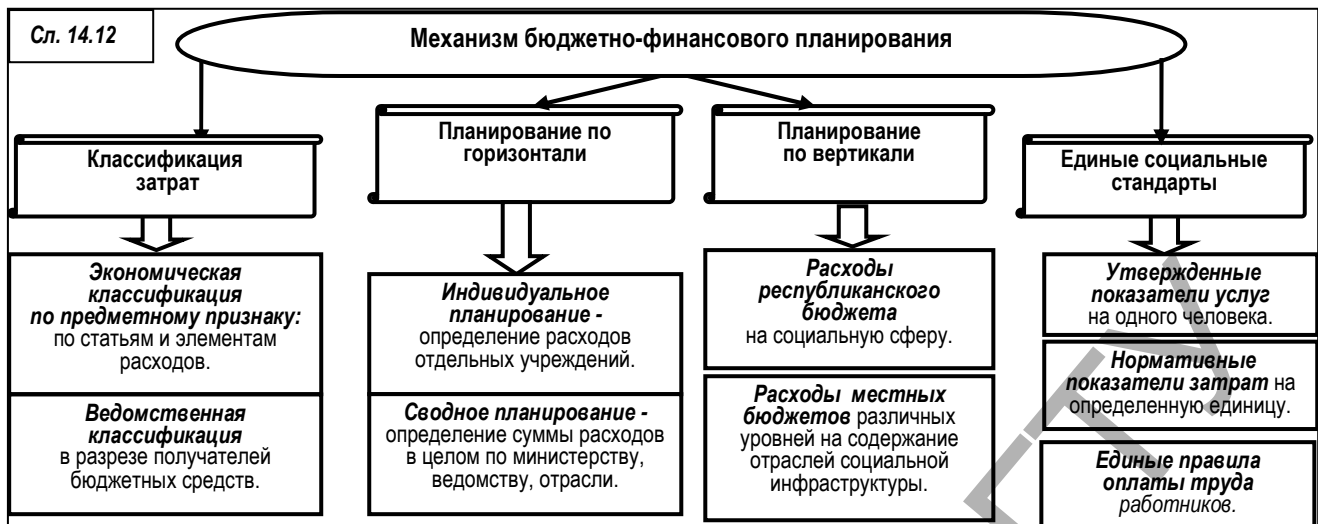 Сл. 14.12
Механизм бюджетно-финансового планирования
Классификация
затрат
Планирование по
горизонтали
Планирование
по вертикали
Единые социальные
стандарты
Экономическая
классификация
по предметному признаку:
по статьям и элементам
расходов.
Ведомственная
классификация
в разрезе получателей
бюджетных средств.
Индивидуальное
планирование -
определение расходов
отдельных учреждений.
Сводное планирование -
определение суммы расходов
в целом по министерству,
ведомству, отрасли.
Расходы
республиканского
бюджета
на социальную сферу.
Расходы местных
бюджетов различных
уровней на содержание
отраслей социальной
инфраструктуры.
Утвержденные
показатели услуг
на одного человека.
Нормативные
показатели затрат на
определенную единицу.
Единые правила
оплаты труда
работников.